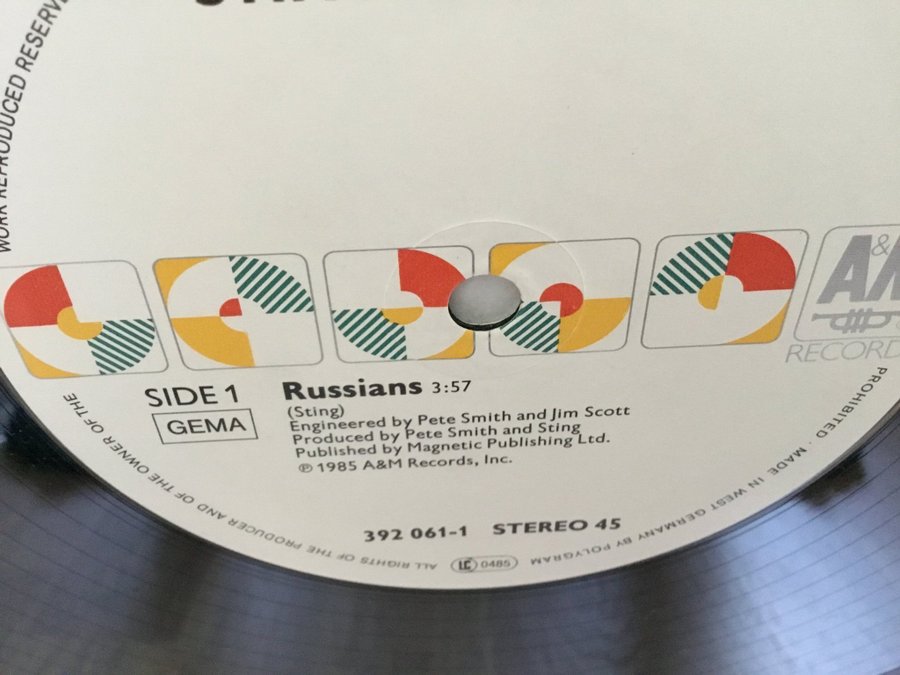 WORK REPRODUCED RESERVE
A&M
RECORD
SIDE 1
GEMA
Russians 3:57
(Sting)
Engineered by Pete Smith and Jim Scott
Produced by Pete Smith and Sting
Published by Magnetic Publishing Ltd.
℗ 1985 A&M Records, Inc.
392 061-1 STEREO 45
LC 0485
PROHIBITED . MADE IN WEST GERMANY BY POLYGRAM
ALL RIGHTS OF THE PRODUCER AND OF THE OWNER OF THE